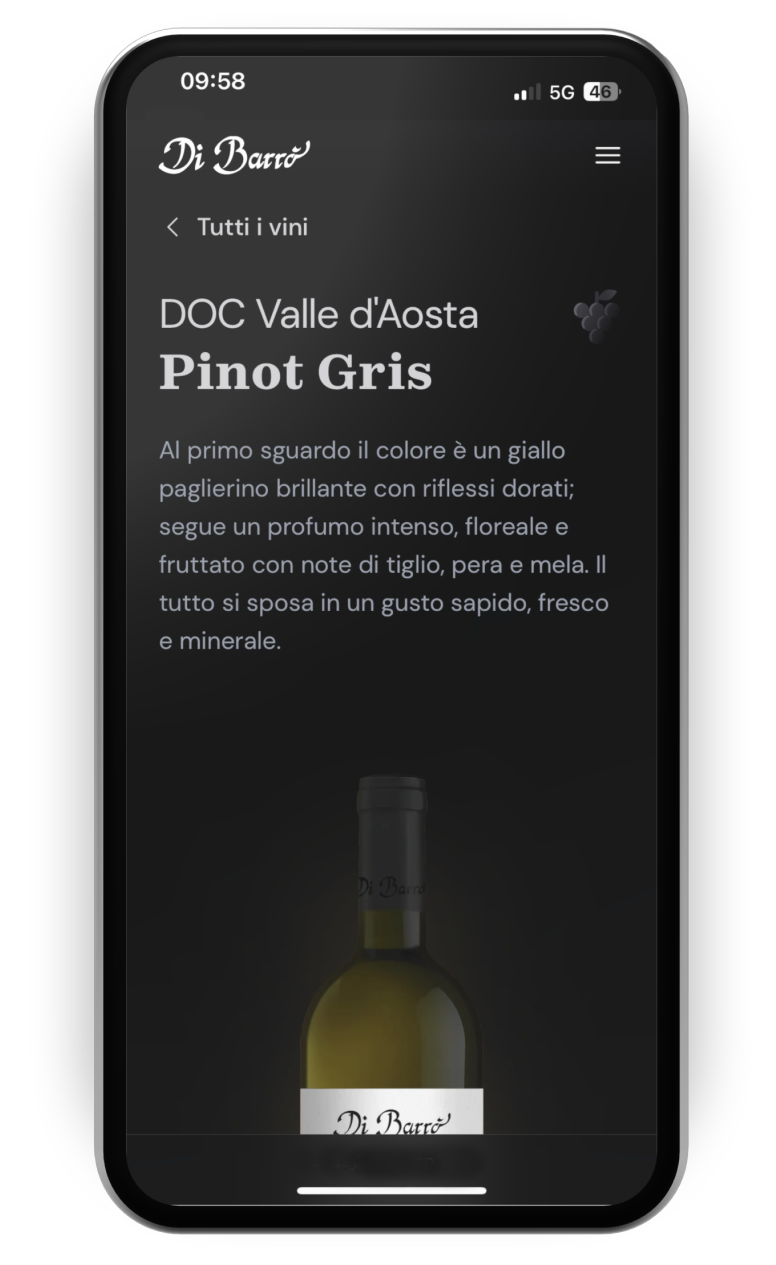 09:58
5G 46
Di Barrò
Tutti i vini
DOC Valle d'Aosta
Pinot Gris
Al primo sguardo il colore è un giallo
paglierino brillante con riflessi dorati;
segue un profumo intenso, floreale e
fruttato con note di tiglio, pera e mela. Il
tutto si sposa in un gusto sapido, fresco
e minerale.
Di Barrò
Di Barrò